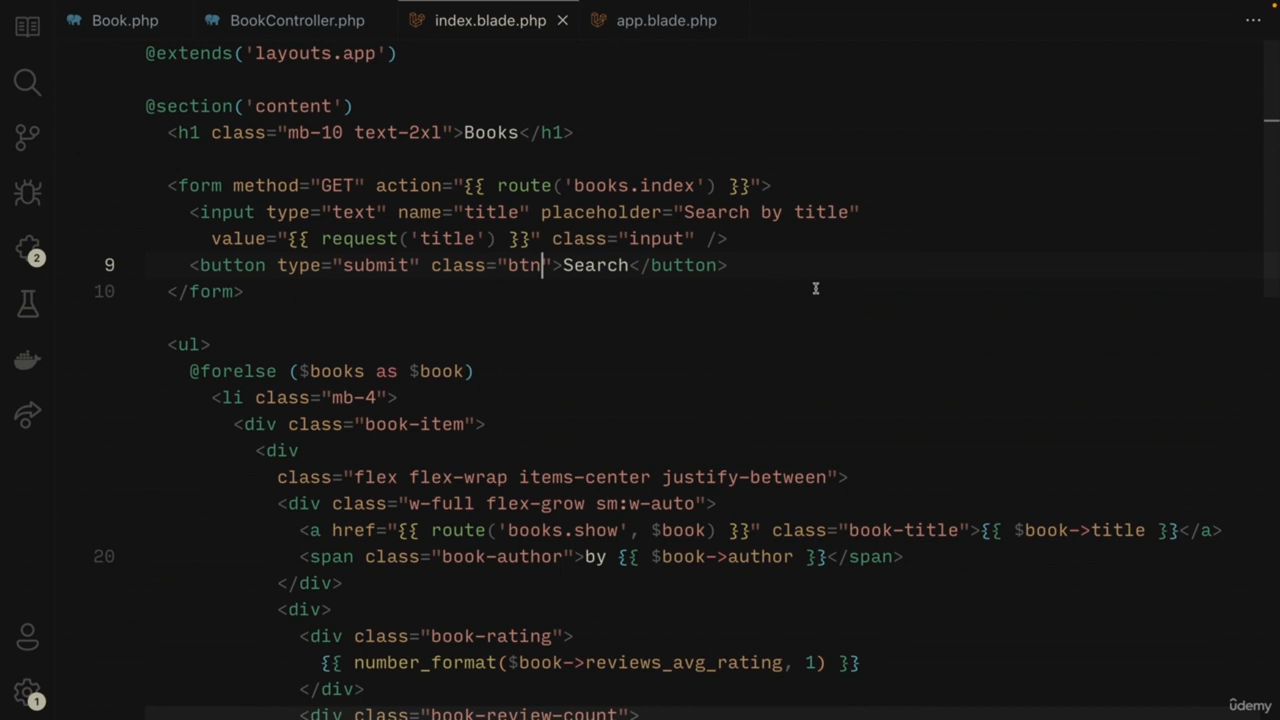 Book.php BookController.php index.blade.php app.blade.php
@extends('layouts.app')
@section('content')
<h1 class="mb-10 text-2xl">Books</h1>
<form method="GET" action="{{ route('books.index') }}">
<input type="text" name="title" placeholder="Search by title"
value="{{ request('title') }}" class="input" />
9 <button type="submit" class="btn">Search</button>
10 </form>
<ul>
@forelse ($books as $book)
<li class="mb-4">
<div class="book-item">
<div
class="flex flex-wrap items-center justify-between">
<div class="w-full flex-grow sm:w-auto">
<a href="{{ route('books.show', $book) }}" class="book-title">{{ $book->title }}</a>
20 <span class="book-author">by {{ $book->author }}</span>
</div>
<div>
<div class="book-rating">
{{ number_format($book->reviews_avg_rating, 1) }}
</div>
<div class="book-review-count">
2
1
ûdemy